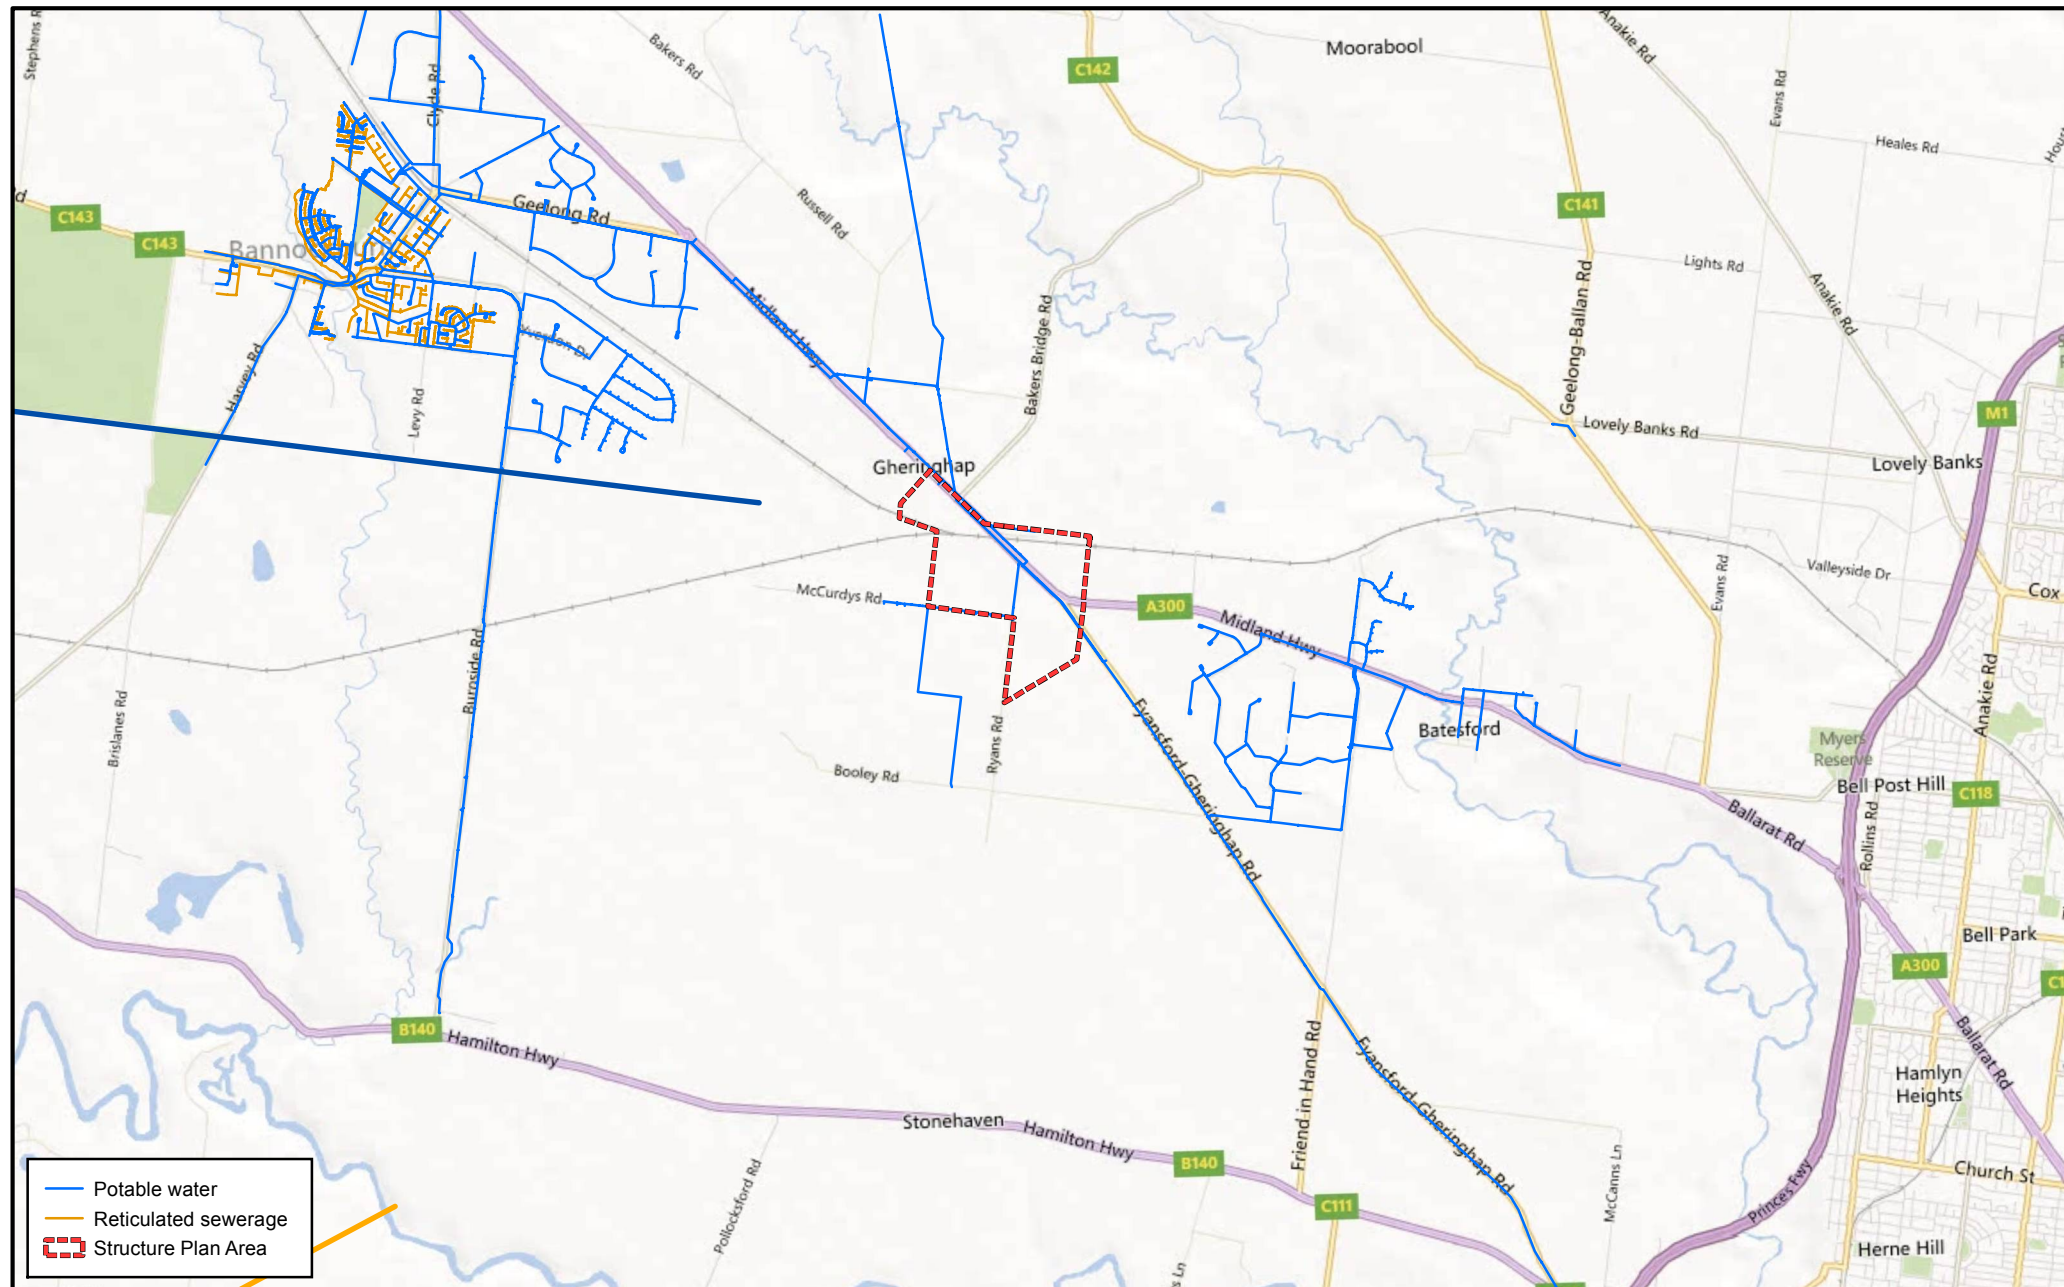 Bakers Rd
Moorabool
Anakie Rd
C142
Clyde Rd
Evans Rd
Heales Rd
C143
C143
Geelong Rd
Russell Rd
C141
Lights Rd
Midland Hwy
Bakers Bridge Rd
Geelong-Ballan Rd
Anakie Rd
Yverdon Dr
Harvey Rd
Levy Rd
M1
Lovely Banks Rd
Lovely Banks
Gheringhap
McCurdys Rd
A300
Midland Hwy
Evans Rd
Valleyside Dr
Cox
Burnside Rd
Brislanes Rd
Ryans Rd
Batesford
Anakie Rd
Myers
Reserve
Booley Rd
Fyansford-Gheringhap Rd
Bell Post Hill
C118
Ballarat Rd
Rollins Rd
Bell Park
A300
B140
Hamilton Hwy
Friend in Hand Rd
Fyansford-Gheringhap Rd
Ballarat Rd
Hamlyn
Heights
Stonehaven
Hamilton Hwy
B140
McCanns Ln
Church St
Pollocksford Rd
C111
Princes Fwy
Herne Hill
Potable water
Reticulated sewerage
Structure Plan Area